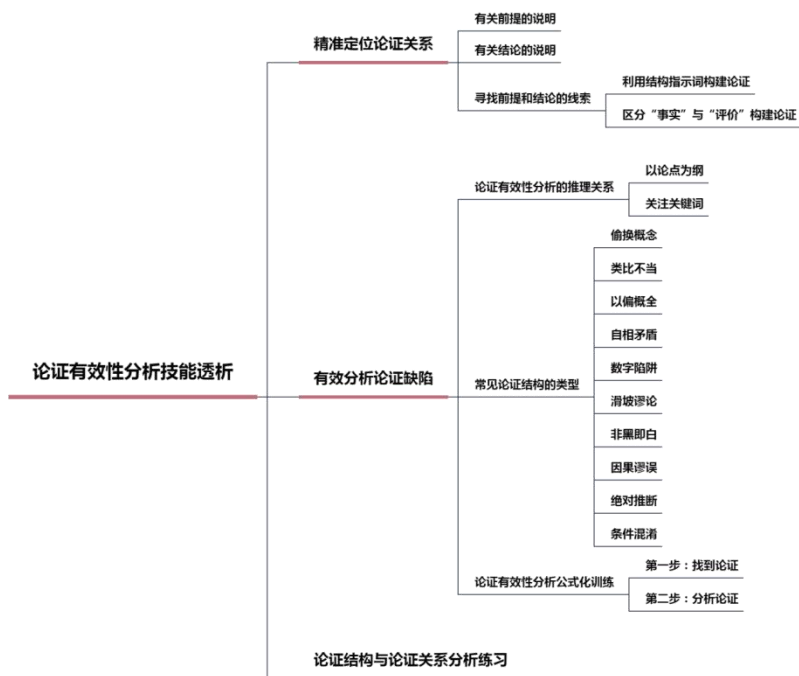 论证有效性分析技能透析
精准定位论证关系
有关前提的说明
有关结论的说明
寻找前提和结论的线索
利用结构指示词构建论证
区分“事实”与“评价”构建论证
有效分析论证缺陷
论证有效性分析的推理关系
以论点为纲
关注关键词
常见论证结构的类型
偷换概念
类比不当
以偏概全
自相矛盾
数字陷阱
滑坡谬论
非黑即白
因果谬误
绝对推断
条件混淆
论证有效性分析公式化训练
第一步：找到论证
第二步：分析论证
论证结构与论证关系分析练习